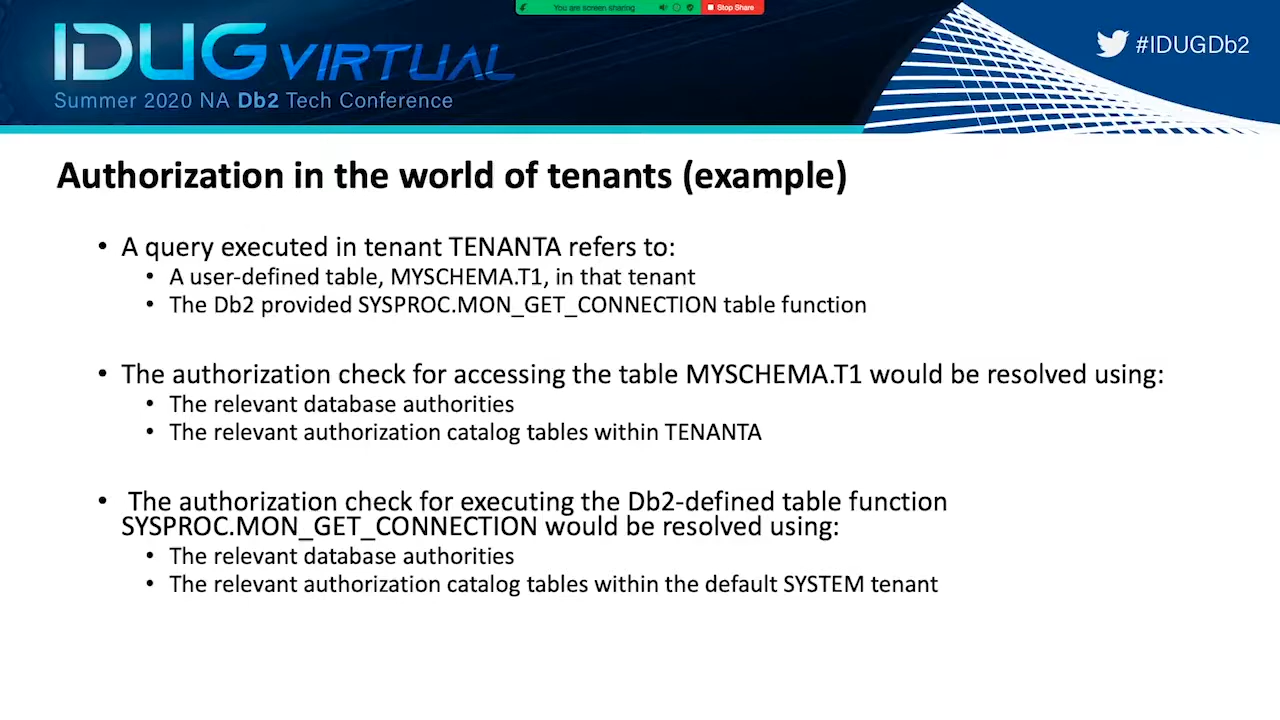 You are screen sharing
Stop Share
IDUG VIRTUAL
#IDUGDb2
Summer 2020 NA Db2 Tech Conference
Authorization in the world of tenants (example)
• A query executed in tenant TENANTA refers to:
• A user-defined table, MYSCHEMA.T1, in that tenant
• The Db2 provided SYSPROC.MON_GET_CONNECTION table function
• The authorization check for accessing the table MYSCHEMA.T1 would be resolved using:
• The relevant database authorities
• The relevant authorization catalog tables within TENANTA
• The authorization check for executing the Db2-defined table function
SYSPROC.MON_GET_CONNECTION would be resolved using:
• The relevant database authorities
• The relevant authorization catalog tables within the default SYSTEM tenant